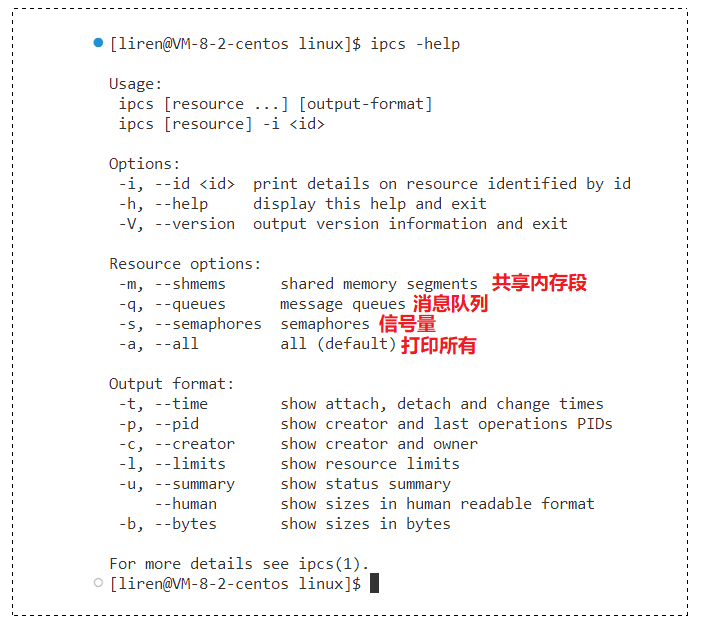 [liren@VM-8-2-centos linux]$ ipcs -help
Usage:
ipcs [resource ...] [output-format]
ipcs [resource] -i <id>
Options:
-i, --id <id>  print details on resource identified by id
-h, --help     display this help and exit
-V, --version  output version information and exit
Resource options:
-m, --shmems      shared memory segments 共享内存段
-q, --queues      message queues 消息队列
-s, --semaphores  semaphores 信号量
-a, --all         all (default) 打印所有
Output format:
-t, --time        show attach, detach and change times
-p, --pid         show creator and last operations PIDs
-c, --creator     show creator and owner
-l, --limits      show resource limits
-u, --summary     show status summary
--human       show sizes in human readable format
-b, --bytes       show sizes in bytes
For more details see ipcs(1).
[liren@VM-8-2-centos linux]$